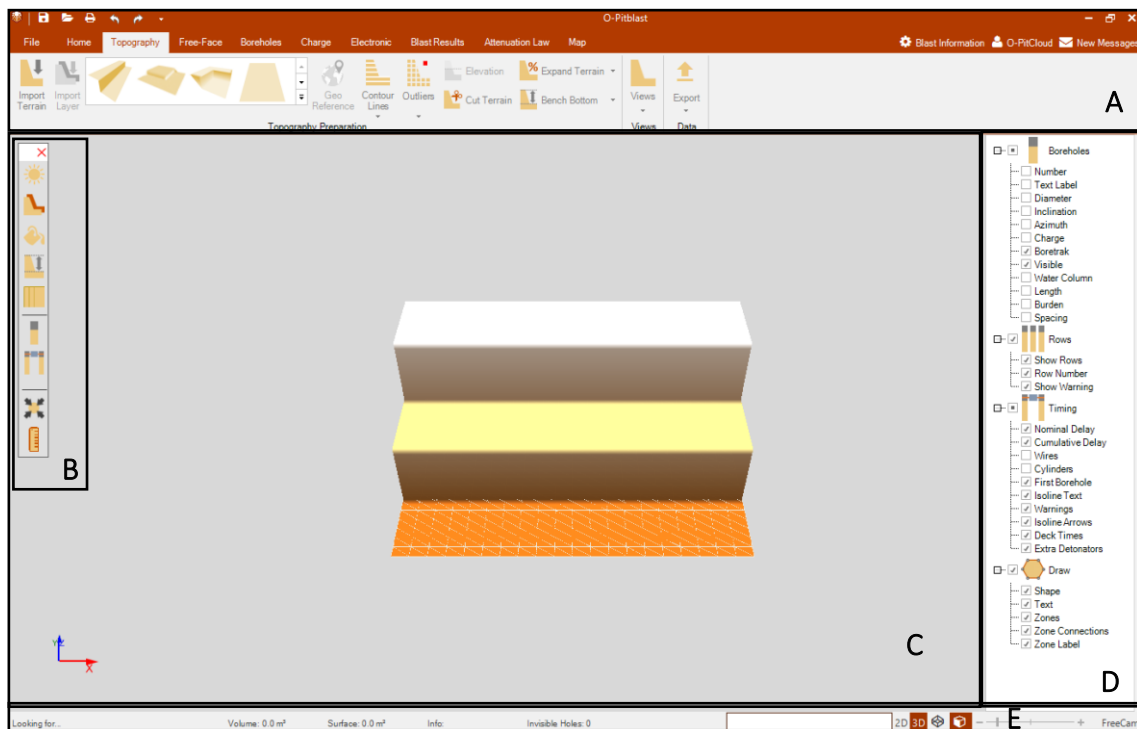 O-Pitblast
File Home Topography Free-Face Boreholes Charge Electronic Blast Results Attenuation Law Map Blast Information O-PitCloud New Messages
Import Terrain
Import Layer
Geo Reference
Contour Lines
Outliers
Elevation
Cut Terrain
% Expand Terrain
Bench Bottom
Views
Export
Topography Preparation
Views
Data
A
B
C
X
Boreholes
Number
Text Label
Diameter
Inclination
Azimuth
Charge
Boretrak
Visible
Water Column
Length
Burden
Spacing
Rows
Show Rows
Row Number
Show Warning
Timing
Nominal Delay
Cumulative Delay
Wires
Cylinders
First Borehole
Isoline Text
Warnings
Isoline Arrows
Deck Times
Extra Detonators
Draw
Shape
Text
Zones
Zone Connections
Zone Label
D
Looking for... Volume: 0.0 m³ Surface: 0.0 m² Info: Invisible Holes: 0 2D 3D E FreeCam